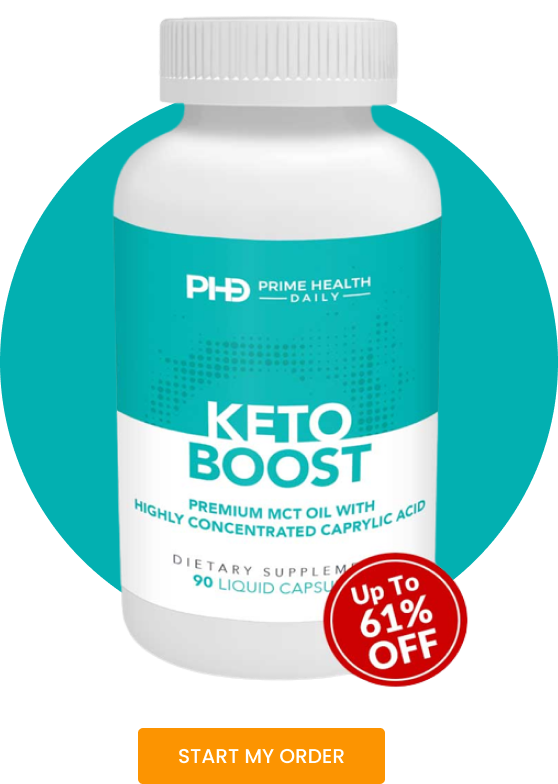 PHD PRIME HEALTH
DAILY
KETO
BOOST
PREMIUM MCT OIL WITH
HIGHLY CONCENTRATED CAPRYLIC ACID
DIETARY
90 LIQUID
Up To
61%
OFF
START MY ORDER